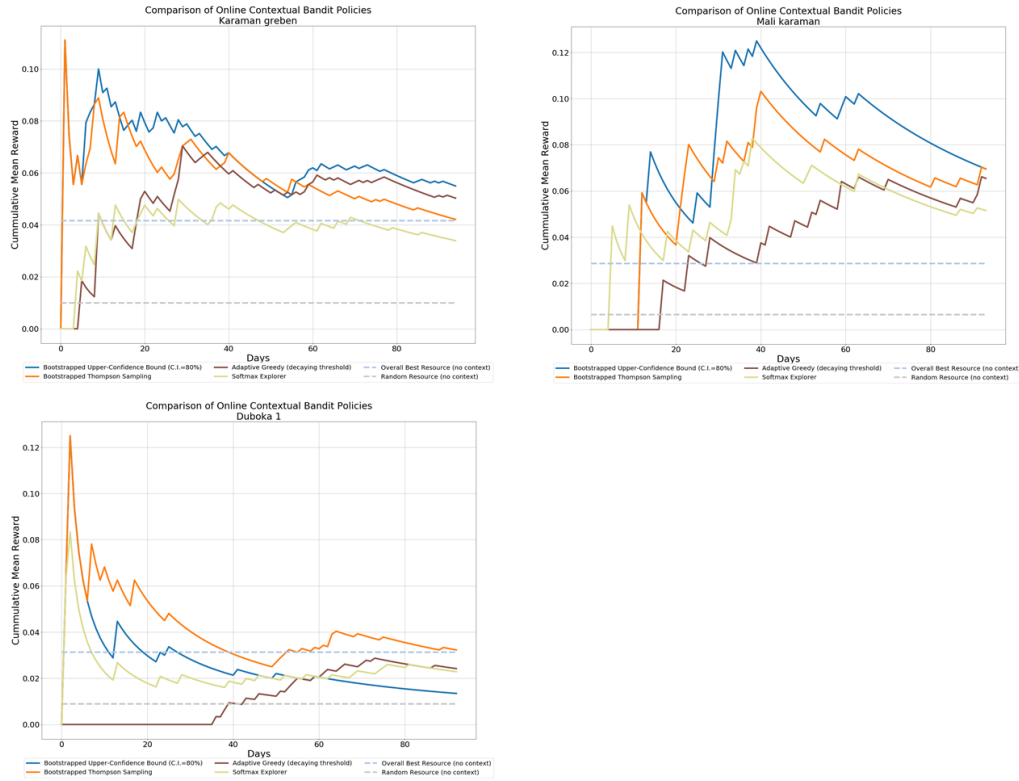 Comparison of Online Contextual Bandit Policies
Karaman greben
Cummulative Mean Reward
0.10
0.08
0.06
0.04
0.02
0.00
0 20 40 60 80
Days
Bootstrapped Upper-Confidence Bound (C.I.=80%) Adaptive Greedy (decaying threshold) Overall Best Resource (no context)
Bootstrapped Thompson Sampling Softmax Explorer Random Resource (no context)
Comparison of Online Contextual Bandit Policies
Mali karaman
Cummulative Mean Reward
0.12
0.10
0.08
0.06
0.04
0.02
0.00
0 20 40 60 80
Days
Bootstrapped Upper-Confidence Bound (C.I.=80%) Adaptive Greedy (decaying threshold) Overall Best Resource (no context
Bootstrapped Thompson Sampling Softmax Explorer Random Resource (no context)
Comparison of Online Contextual Bandit Policies
Duboka 1
Cummulative Mean Reward
0.12
0.10
0.08
0.06
0.04
0.02
0.00
0 20 40 60 80
Days
Bootstrapped Upper-Confidence Bound (C.I.=80%) Adaptive Greedy (decaying threshold) Overall Best Resource (no context)
Bootstrapped Thompson Sampling Softmax Explorer Random Resource (no context)